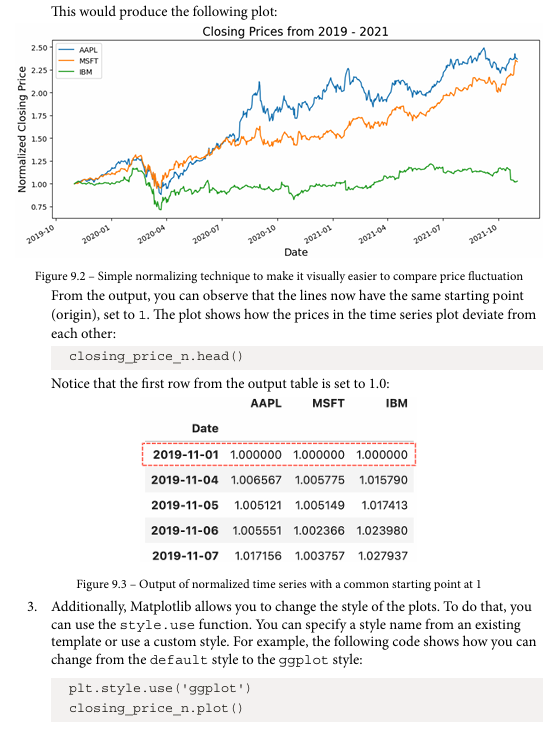 This would produce the following plot:
Closing Prices from 2019 - 2021
Normalized Closing Price
2.50
2.25
2.00
1.75
1.50
1.25
1.00
0.75
AAPL
MSFT
IBM
2019-10
2020-01
2020-04
2020-07
2020-10
2021-01
2021-04
2021-07
2021-10
Date
Figure 9.2 – Simple normalizing technique to make it visually easier to compare price fluctuation
From the output, you can observe that the lines now have the same starting point
(origin), set to 1. The plot shows how the prices in the time series plot deviate from
each other:
closing_price_n.head()
Notice that the first row from the output table is set to 1.0:
AAPL MSFT IBM
Date
2019-11-01 1.000000 1.000000 1.000000
2019-11-04 1.006567 1.005775 1.015790
2019-11-05 1.005121 1.005149 1.017413
2019-11-06 1.005551 1.002366 1.023980
2019-11-07 1.017156 1.003757 1.027937
Figure 9.3 – Output of normalized time series with a common starting point at 1
3. Additionally, Matplotlib allows you to change the style of the plots. To do that, you
can use the style.use function. You can specify a style name from an existing
template or use a custom style. For example, the following code shows how you can
change from the default style to the ggplot style:
plt.style.use('ggplot')
closing_price_n.plot()